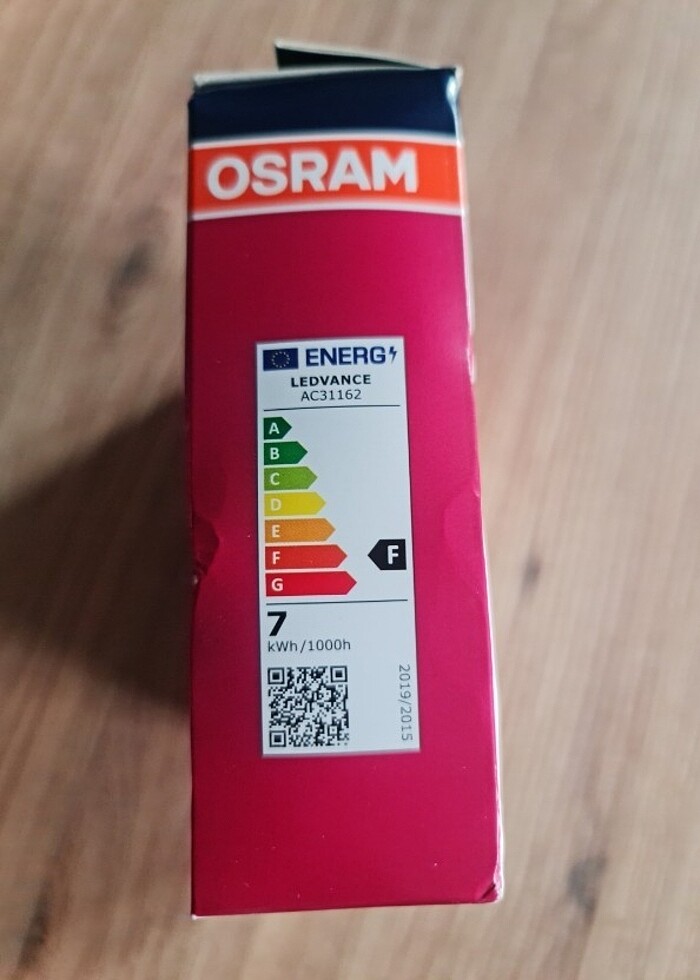 OSRAM
ENERG
LEDVANCE
AC31162
A
B
C
D
E
F
F
G
7
kWh/1000h
2019/2015